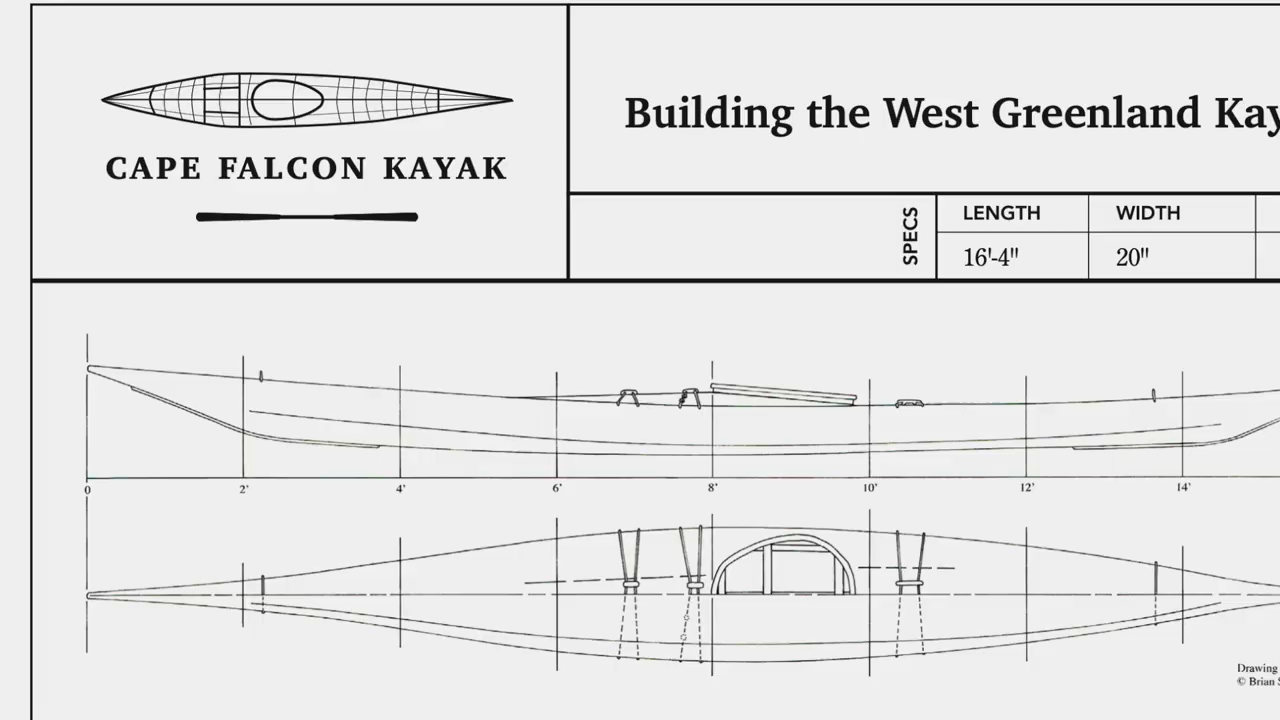 CAPE FALCON KAYAK
Building the West Greenland Kay
SPECS
LENGTH
WIDTH
16'-4"
20"
0
2'
4'
6'
8'
10'
12'
14'
Drawing
© Brian S